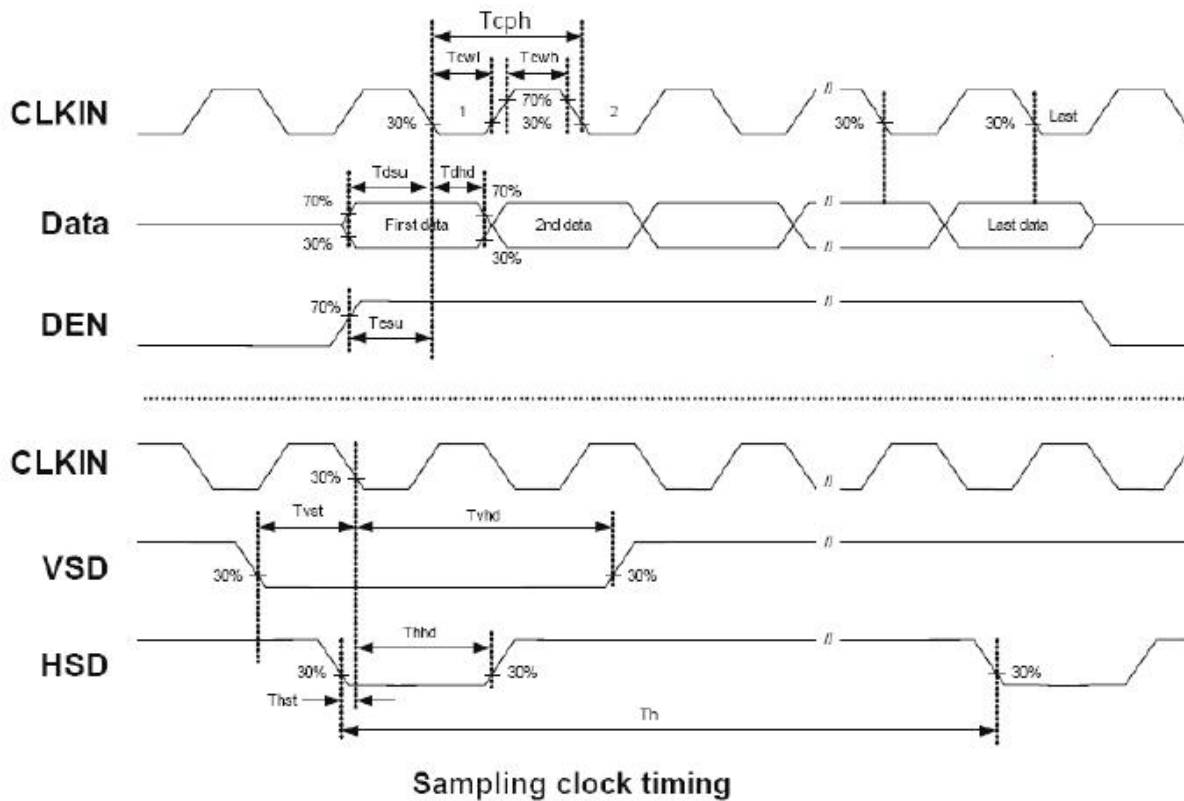 Tcph
Tcwl Tcwh
CLKIN 30% 1 70% 30% 2 // 30% 30% Last
Tdsu Tdhd
70% 70%
Data First data 2nd data // Last data
30% 30%
DEN 70% //
Tesu
CLKIN 30% //
Tvst Tvhd
VSD 30% 30% //
Thhd
HSD 30% 30% // 30%
Thst
Th
Sampling clock timing